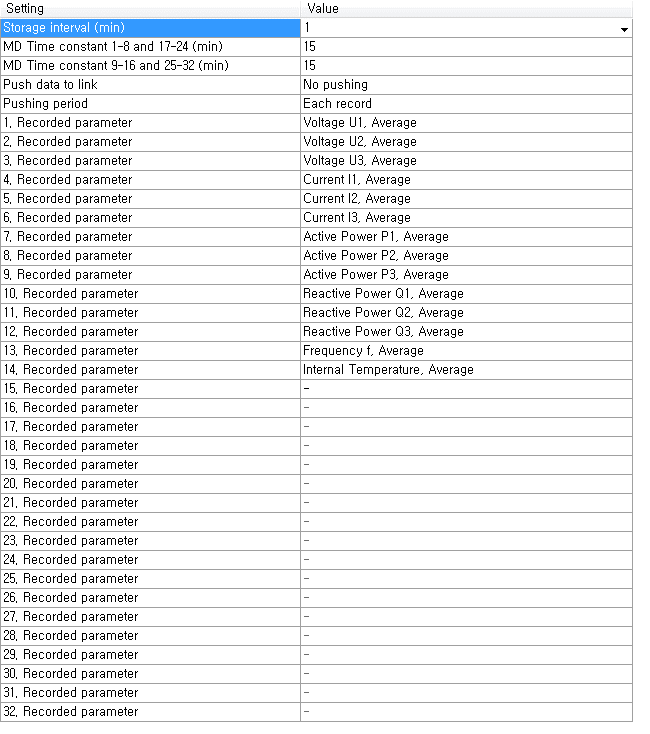 Setting Value
Storage interval (min) 1
MD Time constant 1-8 and 17-24 (min) 15
MD Time constant 9-16 and 25-32 (min) 15
Push data to link No pushing
Pushing period Each record
1, Recorded parameter Voltage U1, Average
2, Recorded parameter Voltage U2, Average
3, Recorded parameter Voltage U3, Average
4, Recorded parameter Current I1, Average
5, Recorded parameter Current I2, Average
6, Recorded parameter Current I3, Average
7, Recorded parameter Active Power P1, Average
8, Recorded parameter Active Power P2, Average
9, Recorded parameter Active Power P3, Average
10, Recorded parameter Reactive Power Q1, Average
11, Recorded parameter Reactive Power Q2, Average
12, Recorded parameter Reactive Power Q3, Average
13, Recorded parameter Frequency f, Average
14, Recorded parameter Internal Temperature, Average
15, Recorded parameter -
16, Recorded parameter -
17, Recorded parameter -
18, Recorded parameter -
19, Recorded parameter -
20, Recorded parameter -
21, Recorded parameter -
22, Recorded parameter -
23, Recorded parameter -
24, Recorded parameter -
25, Recorded parameter -
26, Recorded parameter -
27, Recorded parameter -
28, Recorded parameter -
29, Recorded parameter -
30, Recorded parameter -
31, Recorded parameter -
32, Recorded parameter -